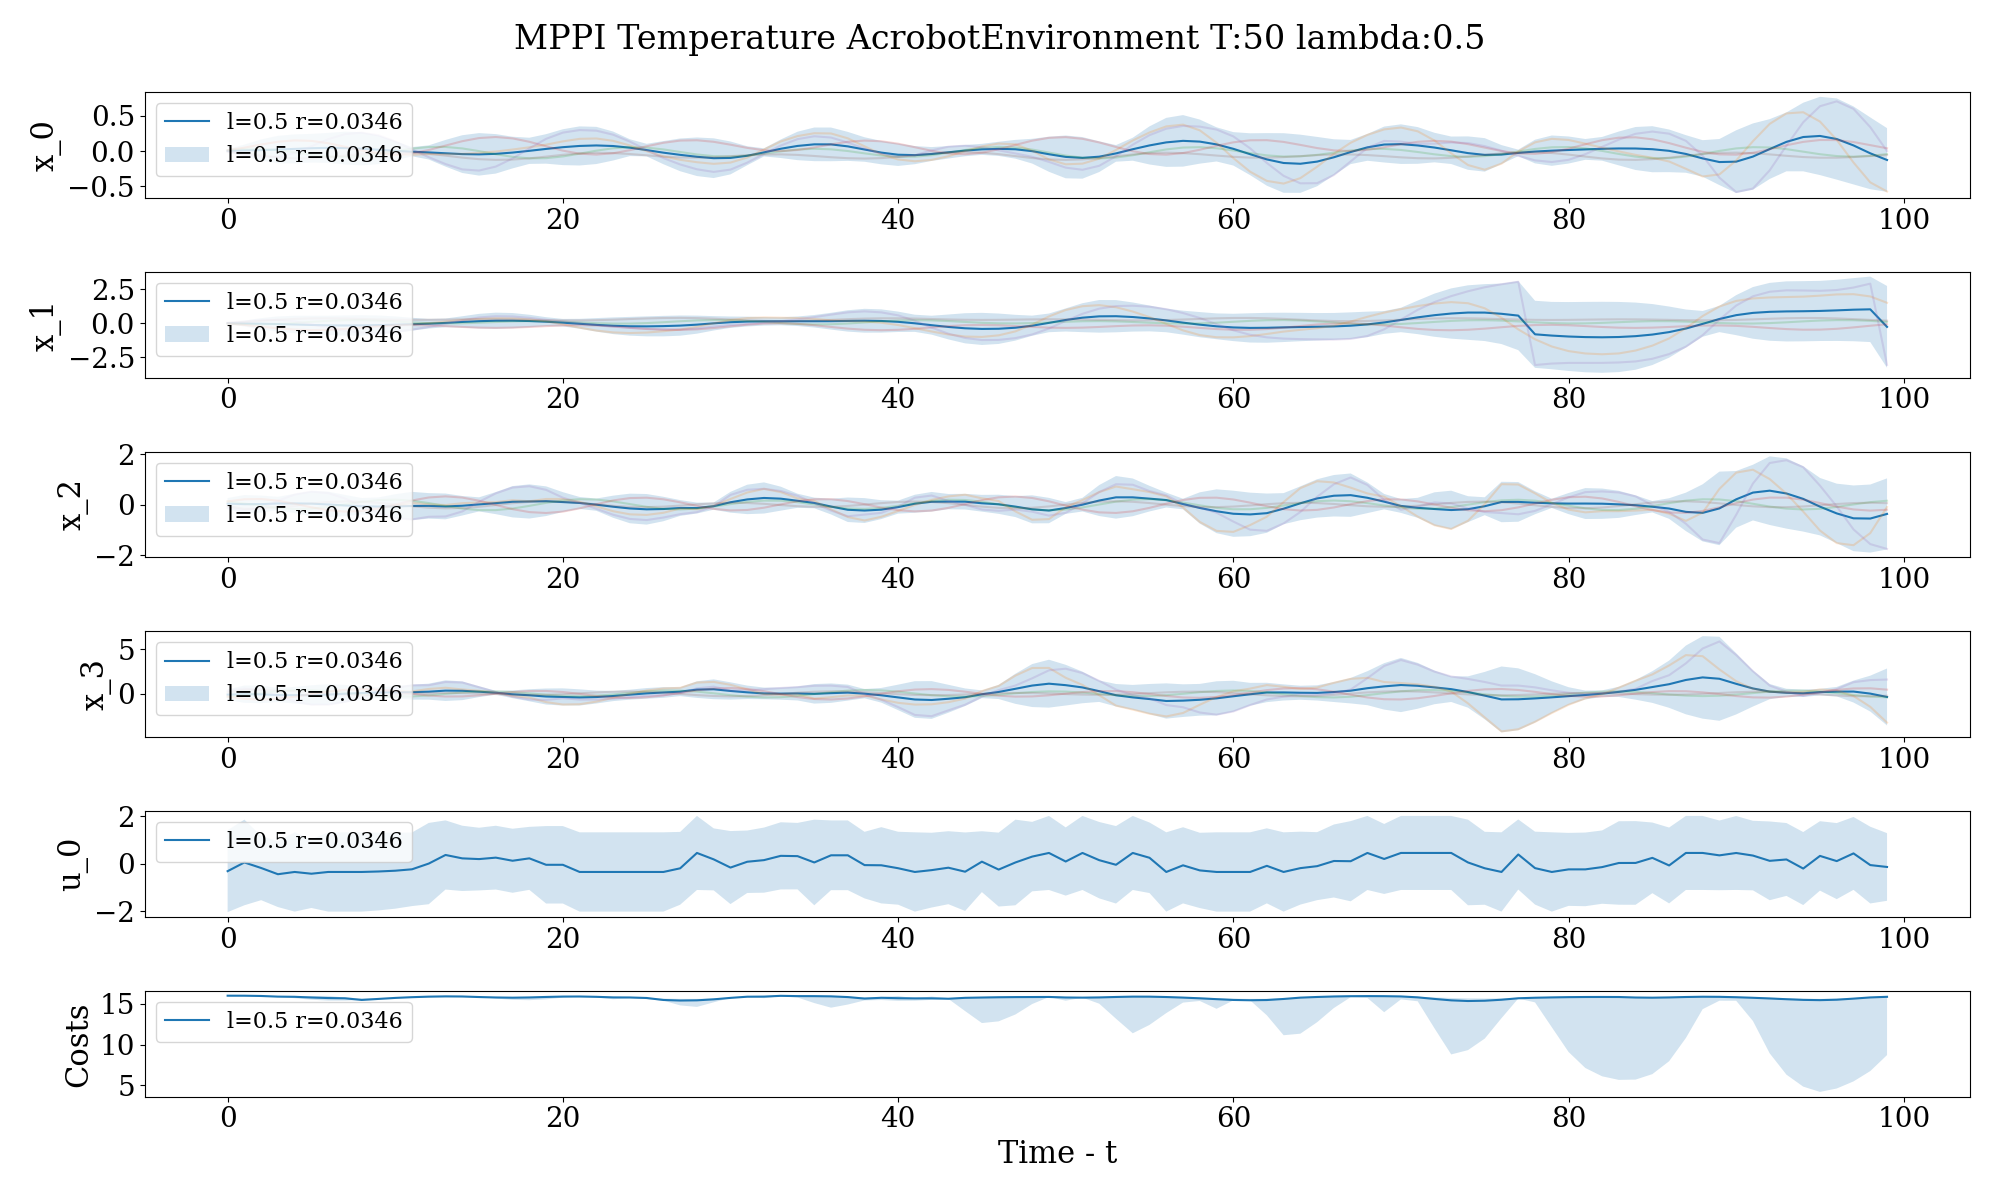 MPPI Temperature AcrobotEnvironment T:50 lambda:0.5
x_0
0.5
0.0
−0.5
l=0.5 r=0.0346
l=0.5 r=0.0346
0 20 40 60 80 100
x_1
2.5
0.0
−2.5
l=0.5 r=0.0346
l=0.5 r=0.0346
0 20 40 60 80 100
x_2
2
0
−2
l=0.5 r=0.0346
l=0.5 r=0.0346
0 20 40 60 80 100
x_3
5
0
l=0.5 r=0.0346
l=0.5 r=0.0346
0 20 40 60 80 100
u_0
2
0
−2
l=0.5 r=0.0346
0 20 40 60 80 100
Costs
15
10
5
l=0.5 r=0.0346
0 20 40 60 80 100
Time - t